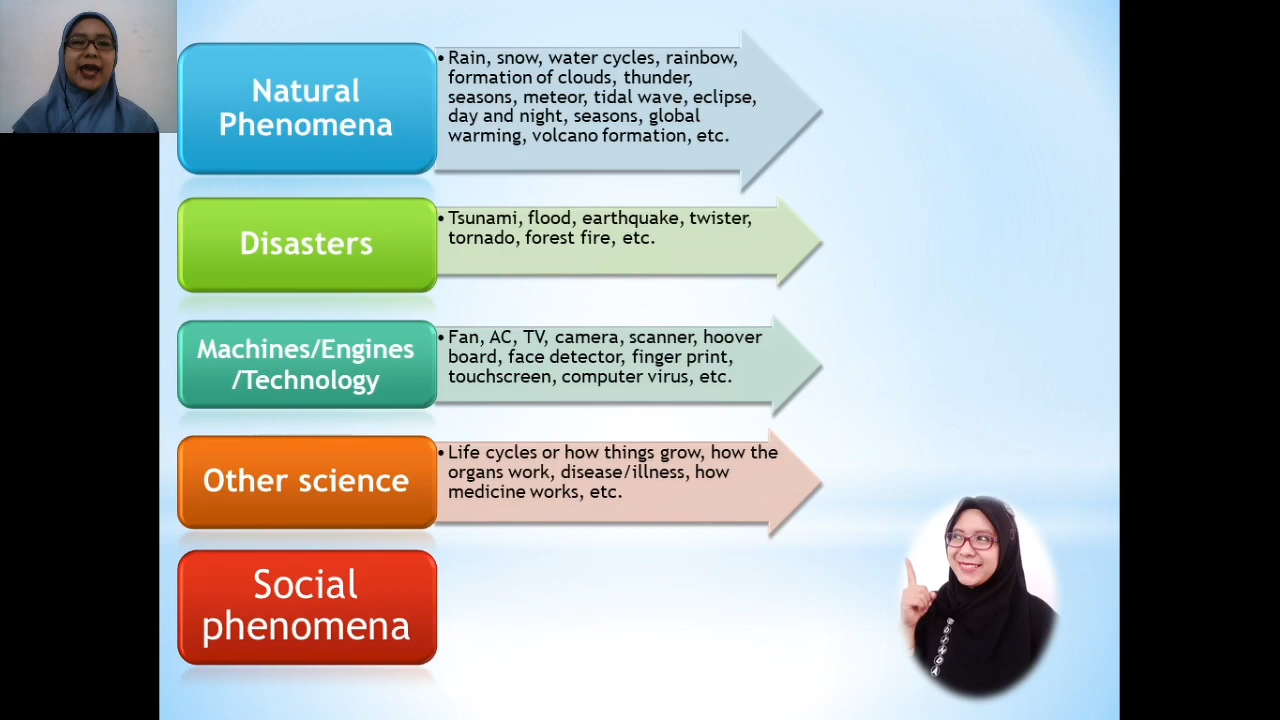 Natural
Phenomena
• Rain, snow, water cycles, rainbow,
formation of clouds, thunder,
seasons, meteor, tidal wave, eclipse,
day and night, seasons, global
warming, volcano formation, etc.
Disasters
• Tsunami, flood, earthquake, twister,
tornado, forest fire, etc.
Machines/Engines
/Technology
• Fan, AC, TV, camera, scanner, hoover
board, face detector, finger print,
touchscreen, computer virus, etc.
Other science
• Life cycles or how things grow, how the
organs work, disease/illness, how
medicine works, etc.
Social
phenomena